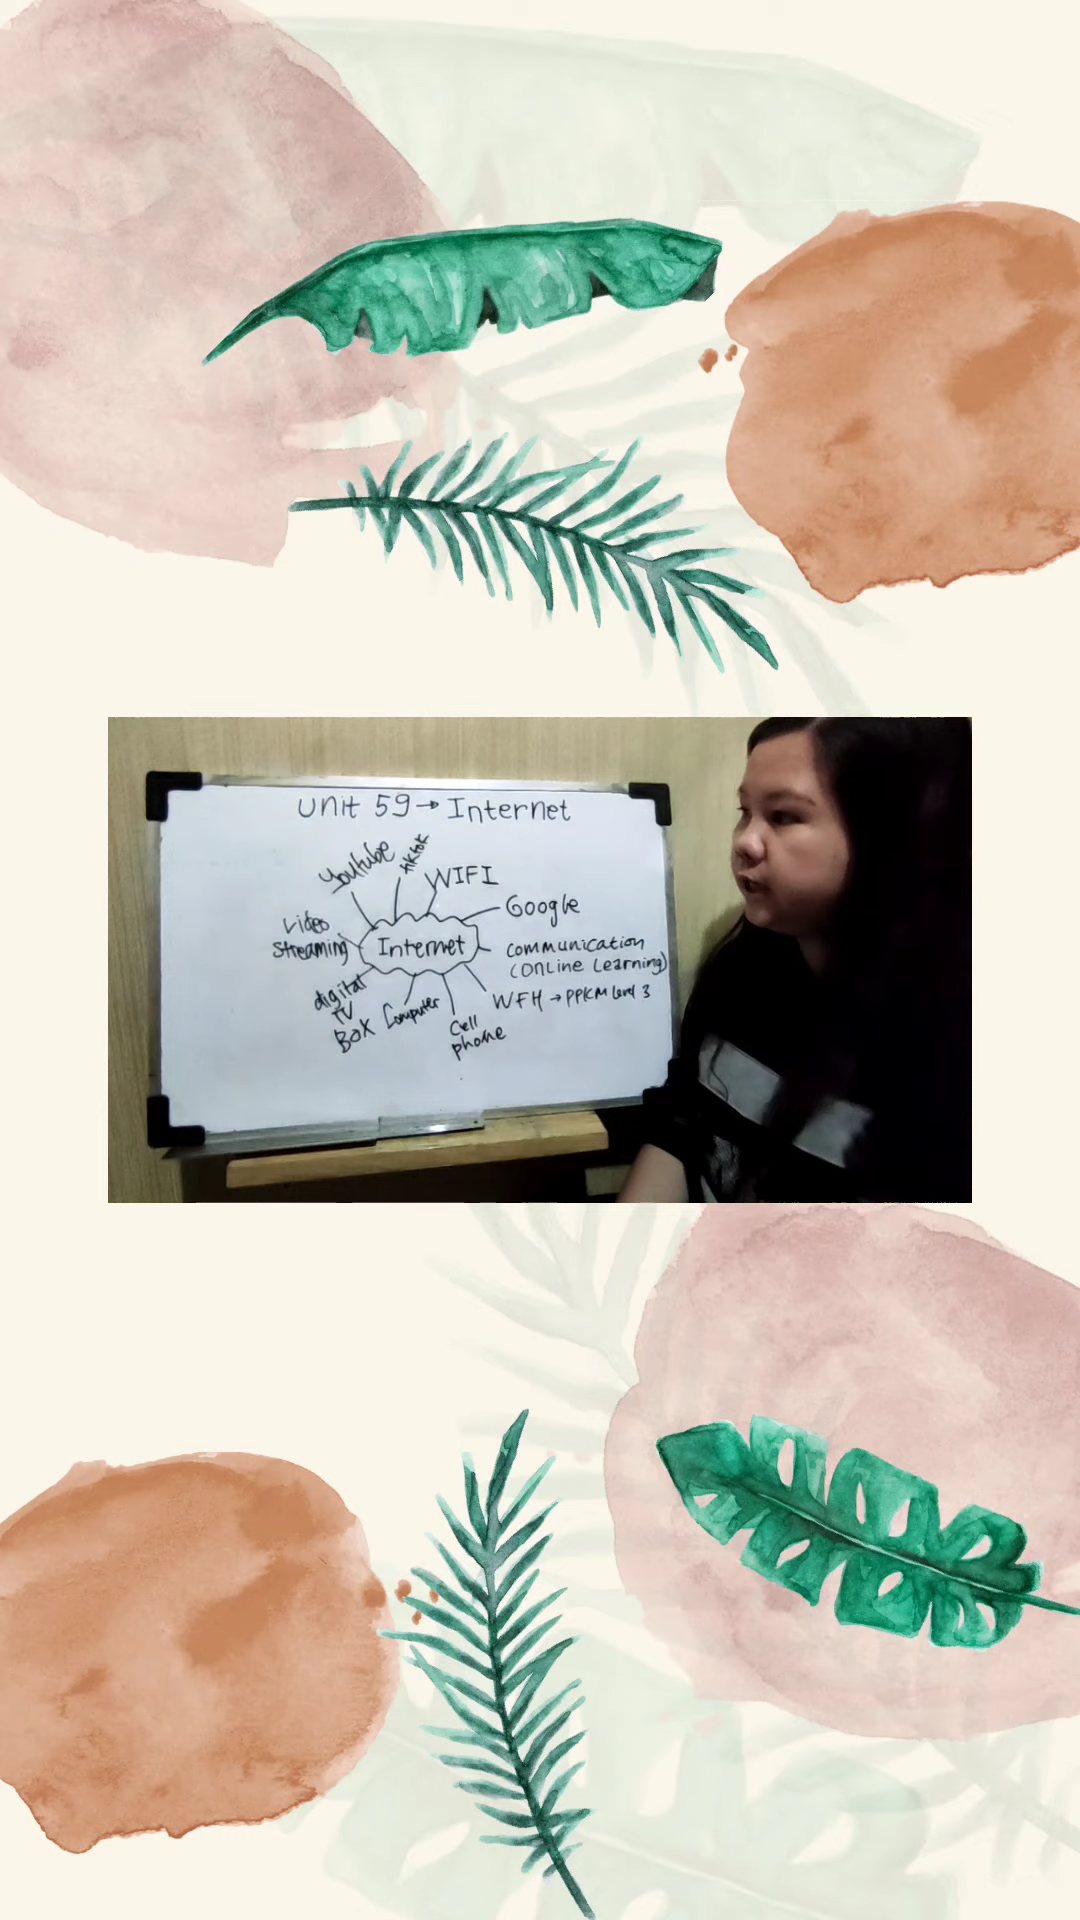 Unit 59 → Internet
Youtube
tiktok
WIFI
Google
video
streaming
Internet
communication
(Online Learning)
digital
TV
BOX
Computer
Cell
phone
WFH → PPKM Level 3